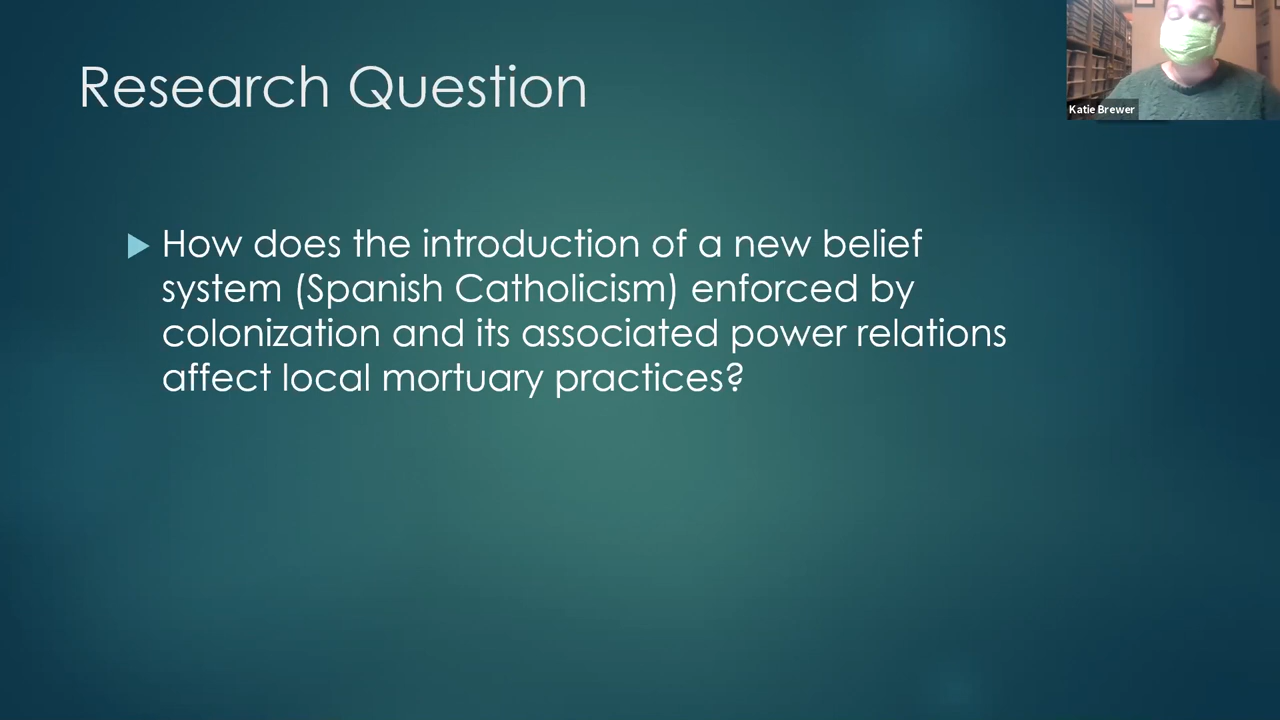 Research Question
How does the introduction of a new belief
system (Spanish Catholicism) enforced by
colonization and its associated power relations
affect local mortuary practices?
Katie Brewer